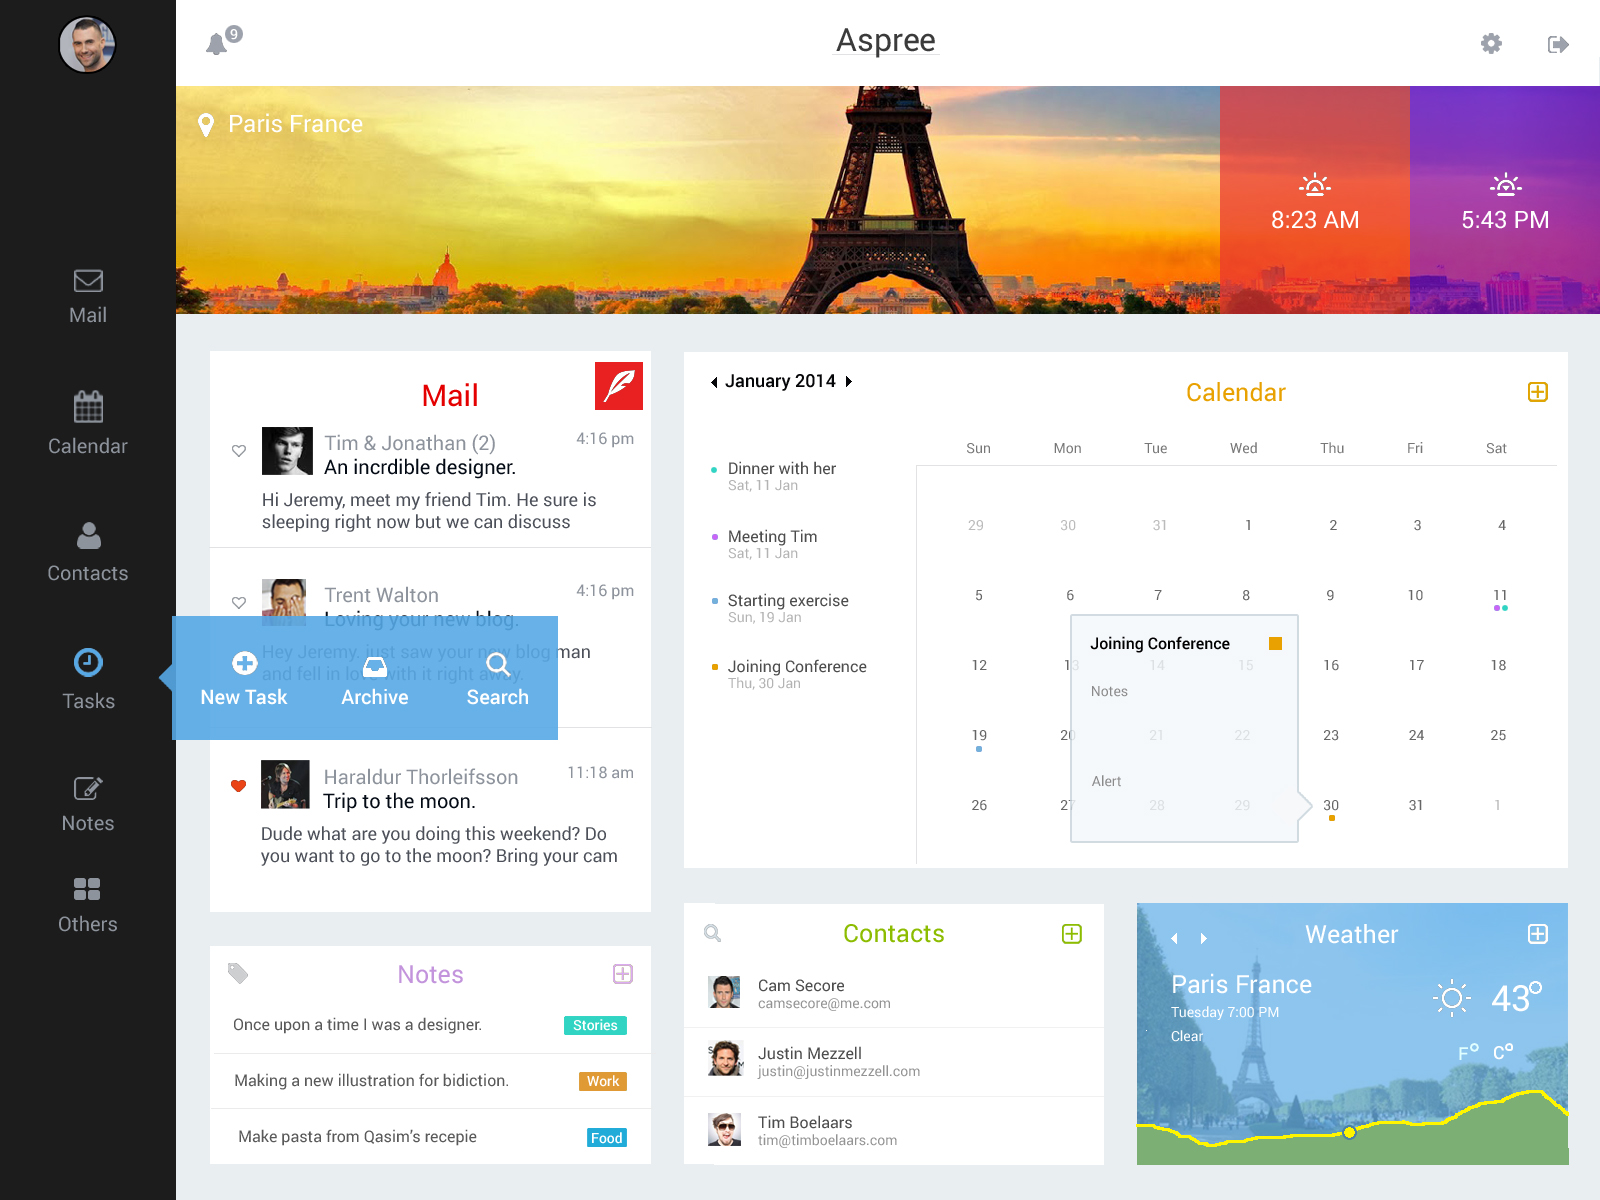 9
Aspree
Paris France
8:23 AM
5:43 PM
Mail
Calendar
Contacts
Tasks
Notes
Others
New Task
Archive
Search
Mail
Tim & Jonathan (2)
4:16 pm
An incrdible designer.
Hi Jeremy, meet my friend Tim. He sure is
sleeping right now but we can discuss
Trent Walton
4:16 pm
Loving your new blog.
Hey Jeremy, just saw your new blog man
and fell in love with it right away.
Haraldur Thorleifsson
11:18 am
Trip to the moon.
Dude what are you doing this weekend? Do
you want to go to the moon? Bring your cam
January 2014
Calendar
Dinner with her
Sat, 11 Jan
Meeting Tim
Sat, 11 Jan
Starting exercise
Sun, 19 Jan
Joining Conference
Thu, 30 Jan
Sun Mon Tue Wed Thu Fri Sat
29 30 31 1 2 3 4
5 6 7 8 9 10 11
12 13 14 15 16 17 18
19 20 21 22 23 24 25
26 27 28 29 30 31 1
Joining Conference
Notes
Alert
Notes
Once upon a time I was a designer.
Stories
Making a new illustration for bidiction.
Work
Make pasta from Qasim's recepie
Food
Contacts
Cam Secore
camsecore@me.com
Justin Mezzell
justin@justinmezzell.com
Tim Boelaars
tim@timboelaars.com
Weather
Paris France
Tuesday 7:00 PM
Clear
43°
F° C°